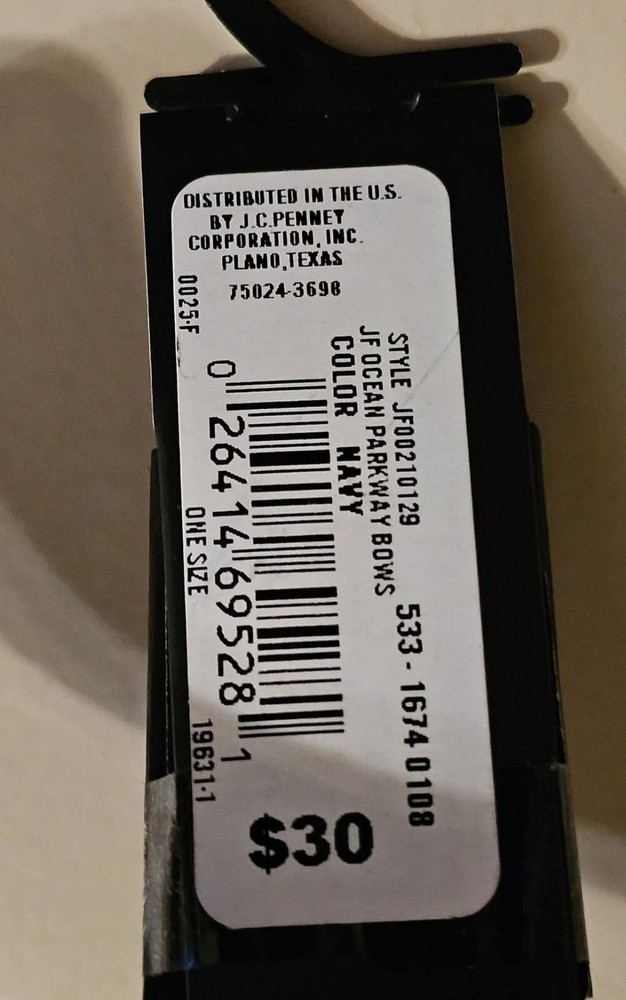 DISTRIBUTED IN THE U.S.
BY J.C.PENNEY
CORPORATION, INC.
PLANO,TEXAS
75024-3698
0025-F
STYLE JF00210129
JF OCEAN PARKWAY BOWS
COLOR NAVY
533 - 1674 0108
0 26414 69528 1
ONE SIZE
19631-1
$30